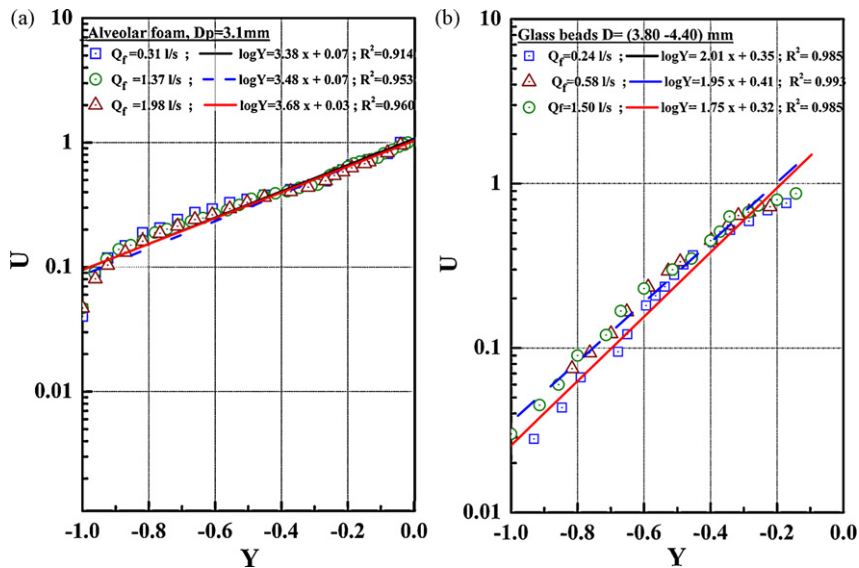 (a)
10
Alveolar foam, Dp=3.1mm
Q_f =0.31 l/s ; logY=3.38 x + 0.07 ; R²=0.914
Q_f =1.37 l/s ; logY=3.48 x + 0.07; R²=0.953
Q_f =1.98 l/s ; logY=3.68 x + 0.03 ; R²=0.960
1
U
0.1
0.01
-1.0 -0.8 -0.6 -0.4 -0.2 0.0
Y
(b)
10
Glass beads D= (3.80 -4.40) mm
Q_f=0.24 l/s ; logY= 2.01 x + 0.35 ; R²= 0.985
Q_f=0.58 l/s ; logY= 1.95 x + 0.41 ; R²= 0.993
Qf=1.50 l/s ; logY= 1.75 x + 0.32 ; R²= 0.985
1
U
0.1
0.01
-1.0 -0.8 -0.6 -0.4 -0.2 0.0
Y